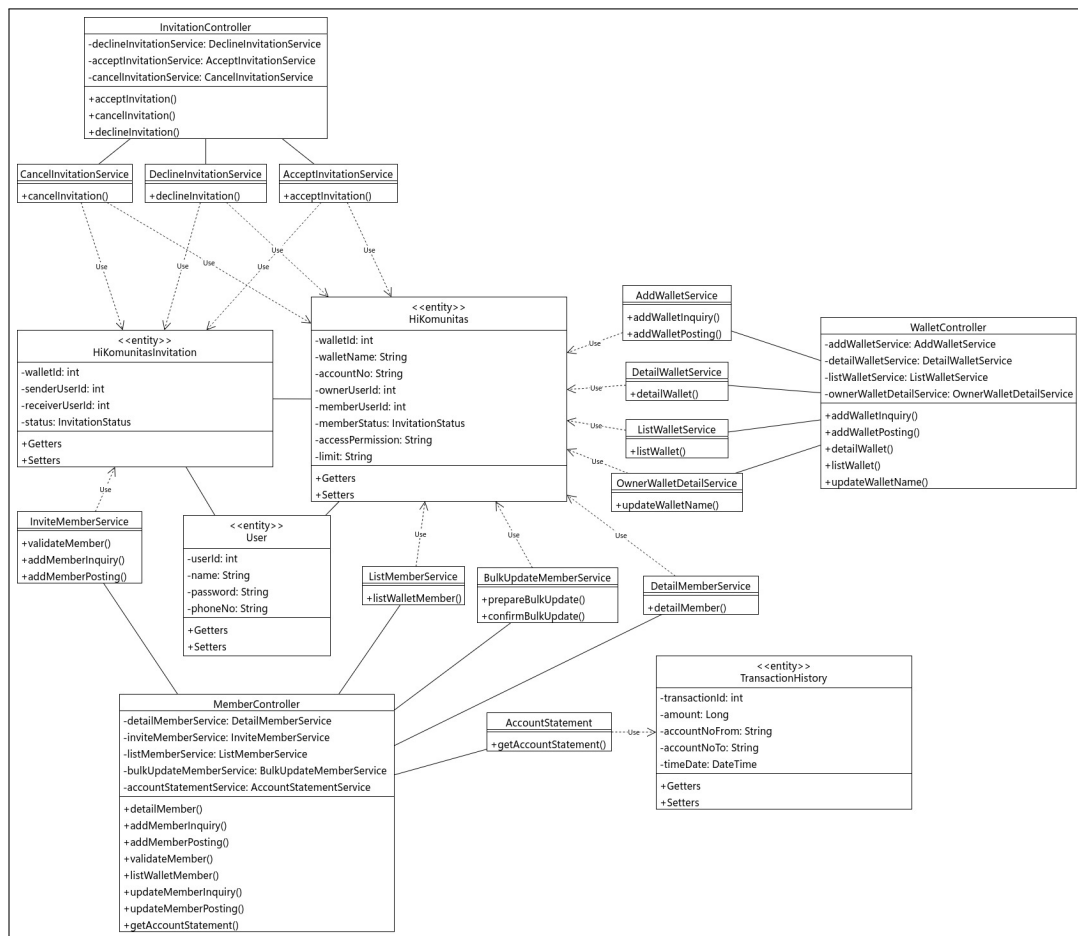 InvitationController
-declineInvitationService: DeclineInvitationService
-acceptInvitationService: AcceptInvitationService
-cancelInvitationService: CancelInvitationService
+acceptInvitation()
+cancelInvitation()
+declineInvitation()
CancelInvitationService
+cancelInvitation()
DeclineInvitationService
+declineInvitation()
AcceptInvitationService
+acceptInvitation()
Use
Use
Use
Use
Use
Use
<<entity>>
HiKomunitasInvitation
-walletId: int
-senderUserId: int
-receiverUserId: int
-status: InvitationStatus
+Getters
+Setters
<<entity>>
HiKomunitas
-walletId: int
-walletName: String
-accountNo: String
-ownerUserId: int
-memberUserId: int
-memberStatus: InvitationStatus
-accessPermission: String
-limit: String
+Getters
+Setters
AddWalletService
+addWalletInquiry()
+addWalletPosting()
Use
DetailWalletService
+detailWallet()
Use
ListWalletService
+listWallet()
Use
OwnerWalletDetailService
+updateWalletName()
Use
WalletController
-addWalletService: AddWalletService
-detailWalletService: DetailWalletService
-listWalletService: ListWalletService
-ownerWalletDetailService: OwnerWalletDetailService
+addWalletInquiry()
+addWalletPosting()
+detailWallet()
+listWallet()
+updateWalletName()
Use
InviteMemberService
+validateMember()
+addMemberInquiry()
+addMemberPosting()
<<entity>>
User
-userId: int
-name: String
-password: String
-phoneNo: String
+Getters
+Setters
Use
ListMemberService
+listWalletMember()
Use
BulkUpdateMemberService
+prepareBulkUpdate()
+confirmBulkUpdate()
Use
DetailMemberService
+detailMember()
MemberController
-detailMemberService: DetailMemberService
-inviteMemberService: InviteMemberService
-listMemberService: ListMemberService
-bulkUpdateMemberService: BulkUpdateMemberService
-accountStatementService: AccountStatementService
+detailMember()
+addMemberInquiry()
+addMemberPosting()
+validateMember()
+listWalletMember()
+updateMemberInquiry()
+updateMemberPosting()
+getAccountStatement()
AccountStatement
+getAccountStatement()
Use
<<entity>>
TransactionHistory
-transactionId: int
-amount: Long
-accountNoFrom: String
-accountNoTo: String
-timeDate: DateTime
+Getters
+Setters